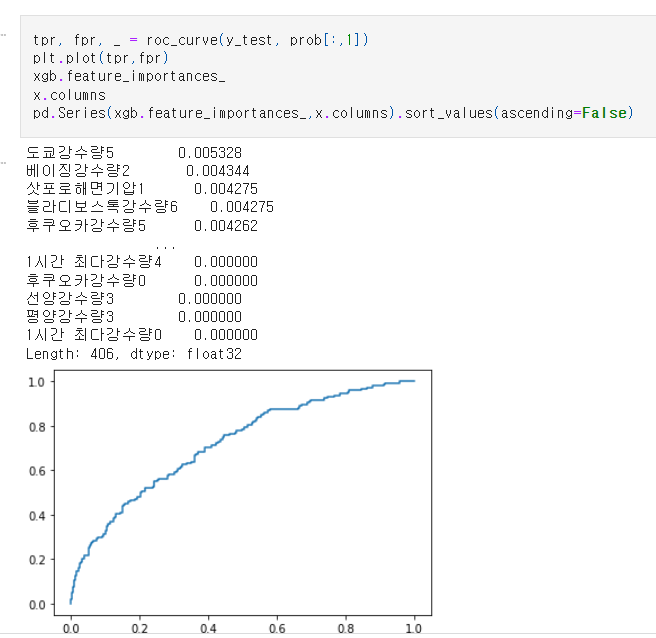 tpr, fpr, _ = roc_curve(y_test, prob[:,1])
plt.plot(tpr,fpr)
xgb.feature_importances_
x.columns
pd.Series(xgb.feature_importances_,x.columns).sort_values(ascending=False)
도쿄강수량5 0.005328
베이징강수량2 0.004344
삿포로해면기압1 0.004275
블라디보스톡강수량6 0.004275
후쿠오카강수량5 0.004262
...
1시간 최다강수량4 0.000000
후쿠오카강수량0 0.000000
선양강수량3 0.000000
평양강수량3 0.000000
1시간 최다강수량0 0.000000
Length: 406, dtype: float32
1.0
0.8
0.6
0.4
0.2
0.0
0.0 0.2 0.4 0.6 0.8 1.0